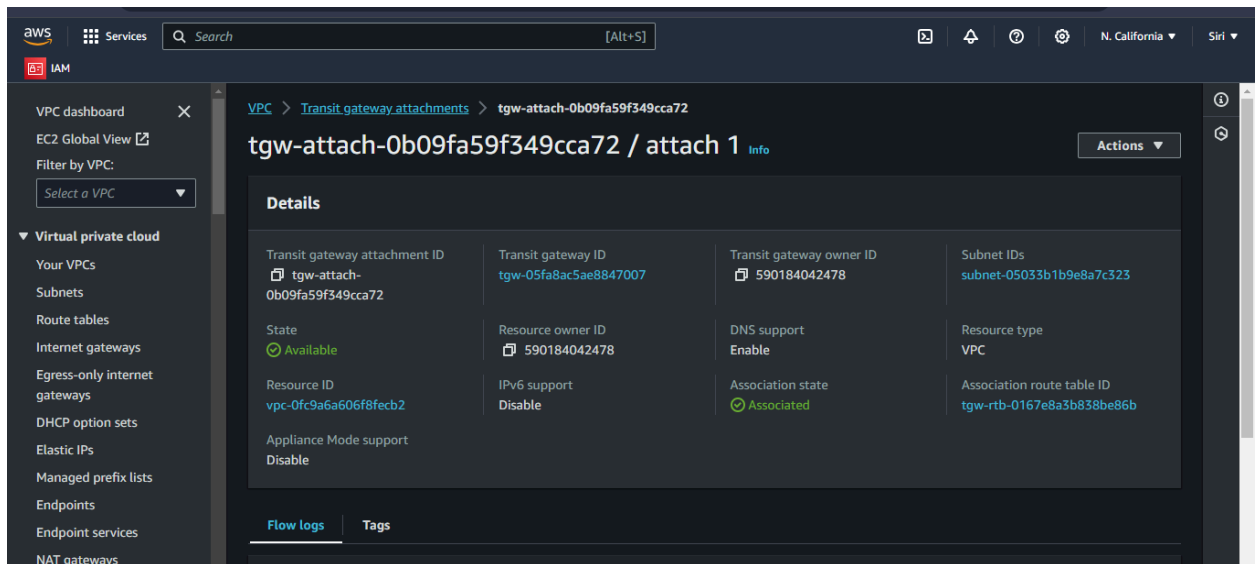 aws
Services
Search
[Alt+S]
N. California
Siri
IAM
VPC dashboard
EC2 Global View
Filter by VPC:
Select a VPC
Virtual private cloud
Your VPCs
Subnets
Route tables
Internet gateways
Egress-only internet
gateways
DHCP option sets
Elastic IPs
Managed prefix lists
Endpoints
Endpoint services
NAT gateways
VPC > Transit gateway attachments > tgw-attach-0b09fa59f349cca72
tgw-attach-0b09fa59f349cca72 / attach 1 Info
Actions
Details
Transit gateway attachment ID
tgw-attach-
0b09fa59f349cca72
Transit gateway ID
tgw-05fa8ac5ae8847007
Transit gateway owner ID
590184042478
Subnet IDs
subnet-05033b1b9e8a7c323
State
Available
Resource owner ID
590184042478
DNS support
Enable
Resource type
VPC
Resource ID
vpc-0fc9a6a606f8fecb2
IPv6 support
Disable
Association state
Associated
Association route table ID
tgw-rtb-0167e8a3b838be86b
Appliance Mode support
Disable
Flow logs
Tags